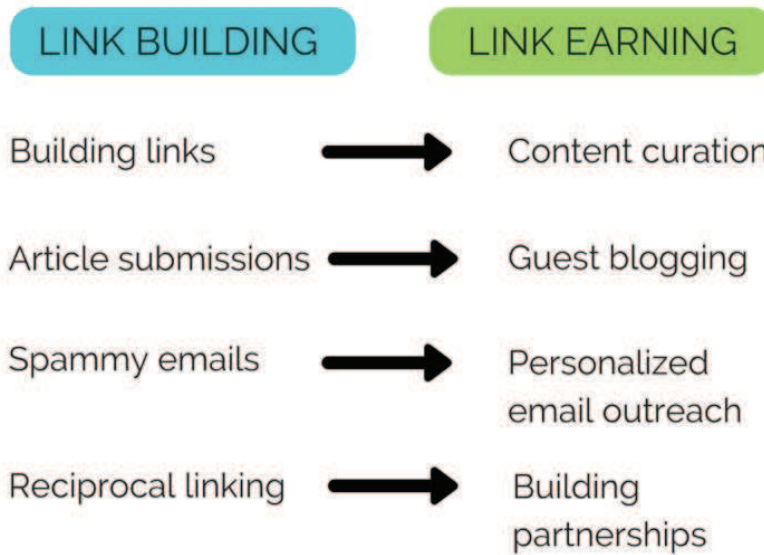 LINK BUILDING LINK EARNING
Building links Content curation
Article submissions Guest blogging
Spammy emails Personalized
email outreach
Reciprocal linking Building
partnerships